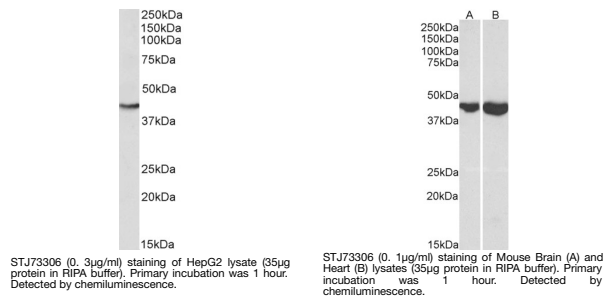 250kDa
150kDa
100kDa
75kDa
50kDa
37kDa
25kDa
20kDa
15kDa
STJ73306 (0. 3µg/ml) staining of HepG2 lysate (35µg
protein in RIPA buffer). Primary incubation was 1 hour.
Detected by chemiluminescence.
A B
250kDa
150kDa
100kDa
75kDa
50kDa
37kDa
25kDa
20kDa
15kDa
STJ73306 (0. 1µg/ml) staining of Mouse Brain (A) and
Heart (B) lysates (35µg protein in RIPA buffer). Primary
incubation was 1 hour. Detected by
chemiluminescence.